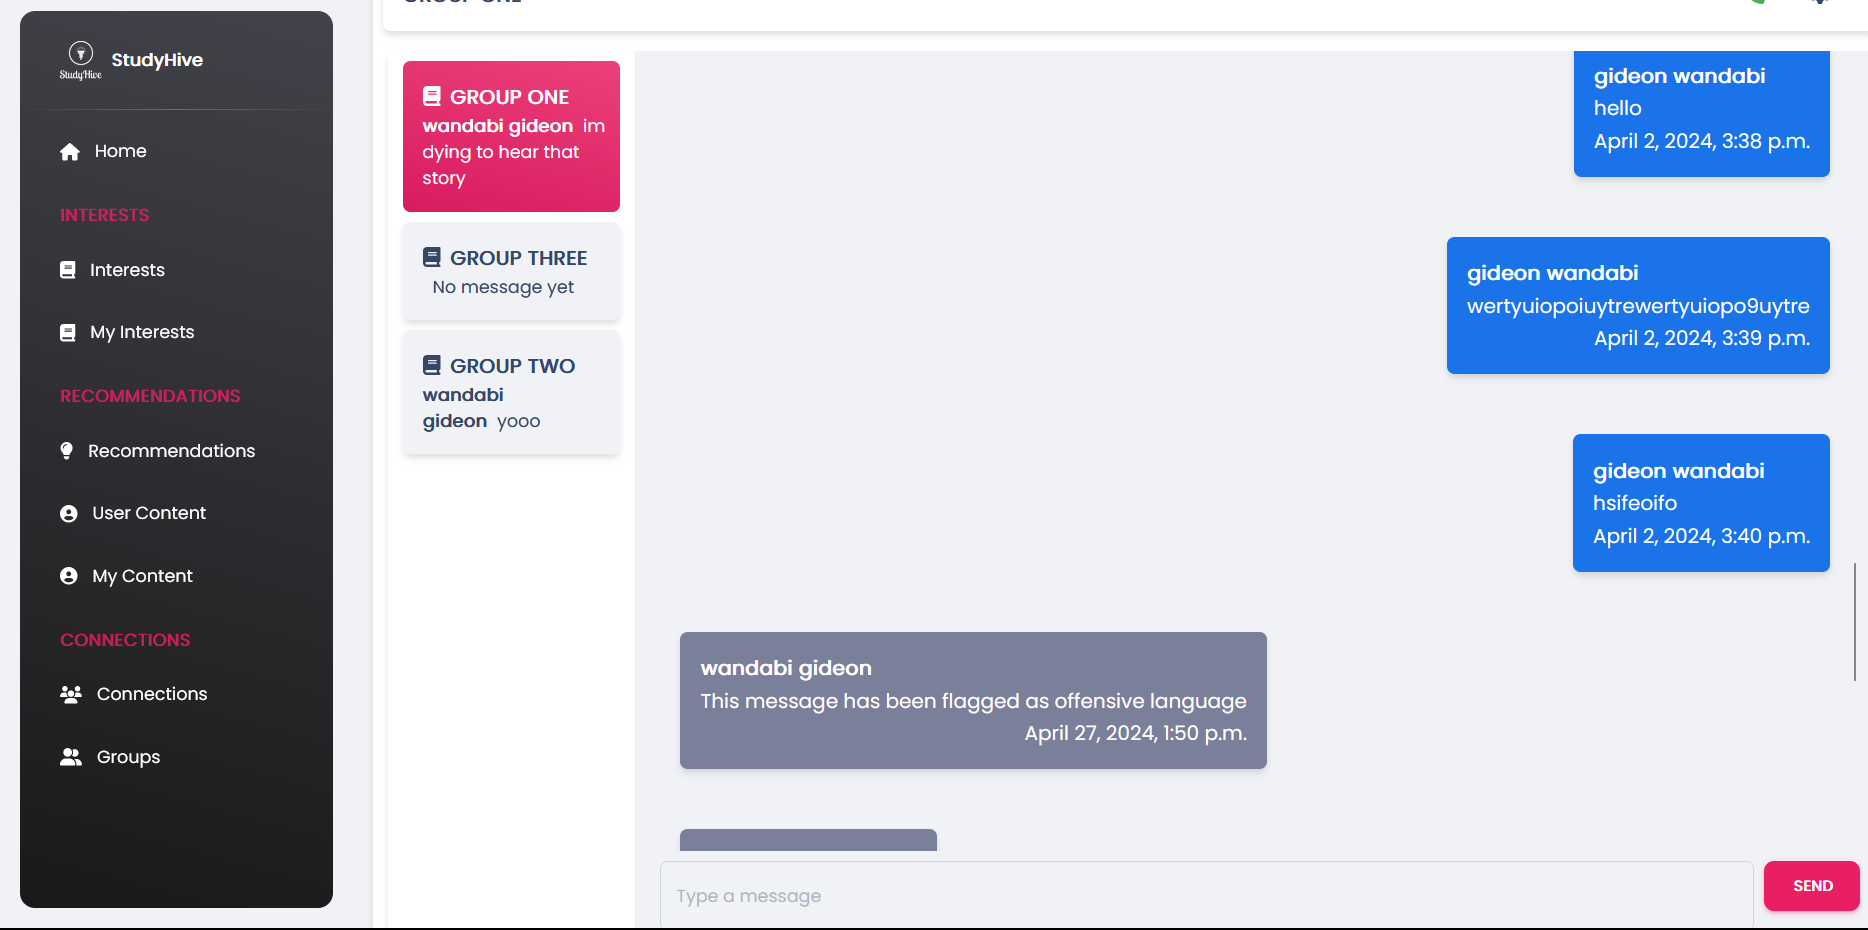 StudyHive
StudyHive
Home
INTERESTS
Interests
My Interests
RECOMMENDATIONS
Recommendations
User Content
My Content
CONNECTIONS
Connections
Groups
GROUP ONE
GROUP ONE
wandabi gideon im
dying to hear that
story
GROUP THREE
No message yet
GROUP TWO
wandabi
gideon yooo
gideon wandabi
hello
April 2, 2024, 3:38 p.m.
gideon wandabi
wertyuiopoiuytrewertyuiopo9uytre
April 2, 2024, 3:39 p.m.
gideon wandabi
hsifeoifo
April 2, 2024, 3:40 p.m.
wandabi gideon
This message has been flagged as offensive language
April 27, 2024, 1:50 p.m.
Type a message
SEND